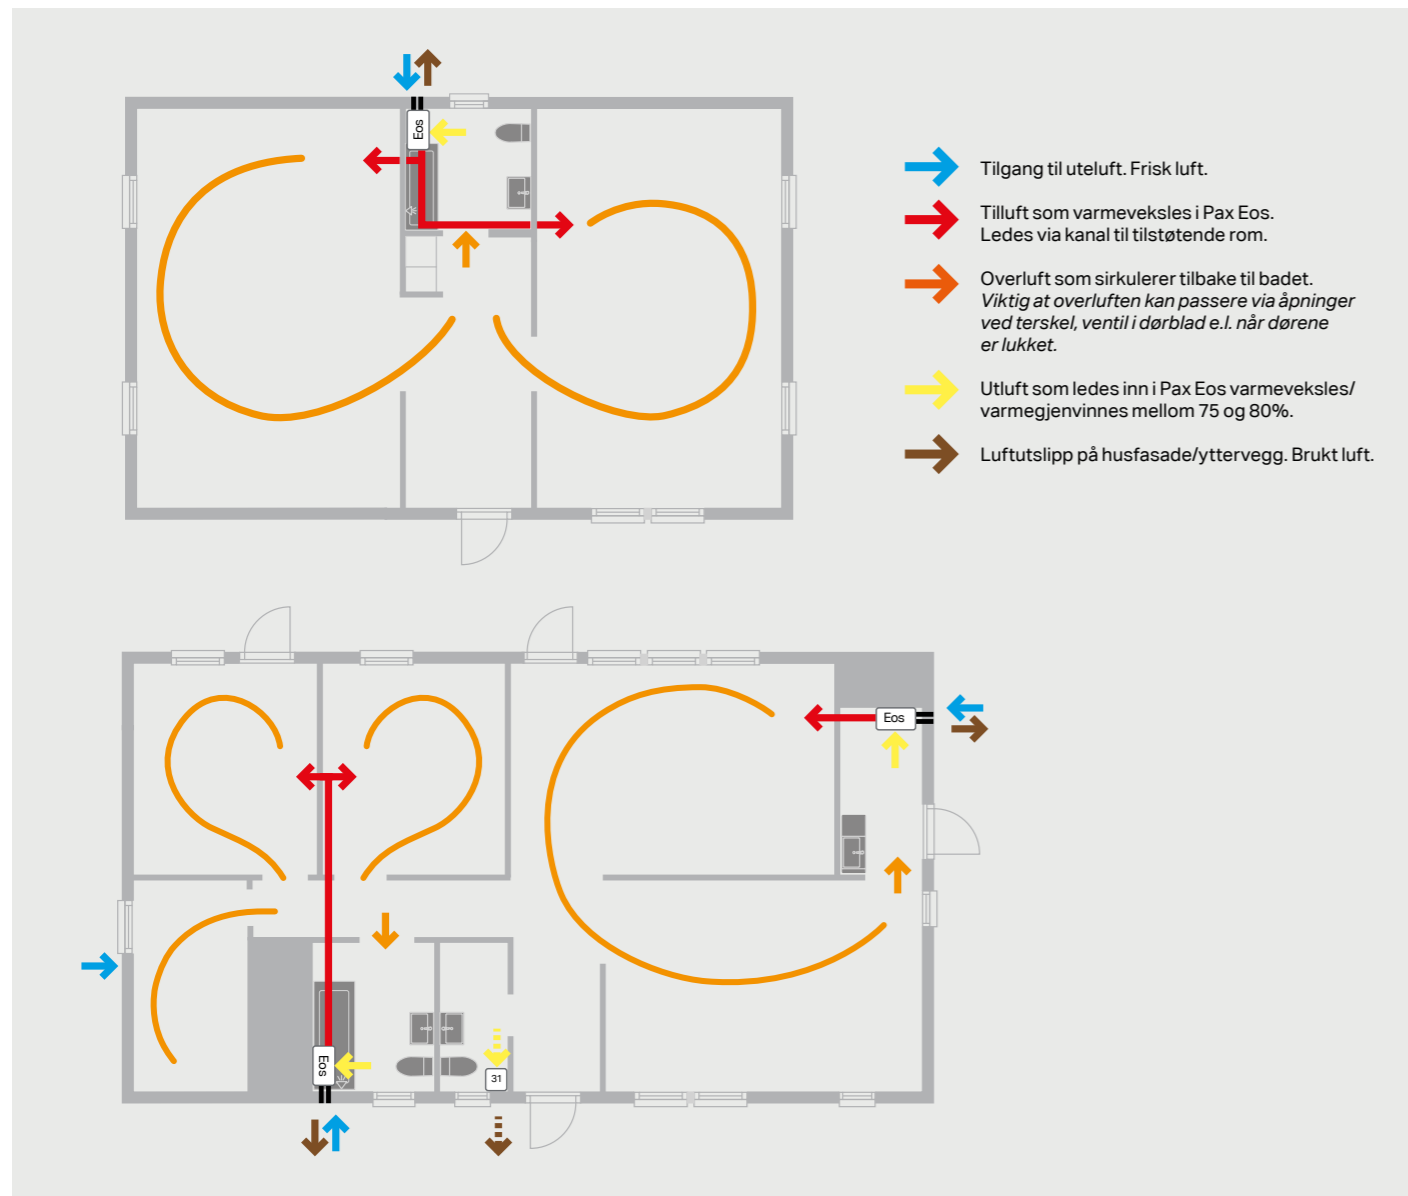 Eos
Tilgang til uteluft. Frisk luft.
Tilluft som varmeveksles i Pax Eos.
Ledes via kanal til tilstøtende rom.
Overluft som sirkulerer tilbake til badet.
Viktig at overluften kan passere via åpninger
ved terskel, ventil i dørblad e.l. når dørene
er lukket.
Utluft som ledes inn i Pax Eos varmeveksles/
varmegjenvinnes mellom 75 og 80%.
Luftutslipp på husfasade/yttervegg. Brukt luft.
Eos
Eos
31